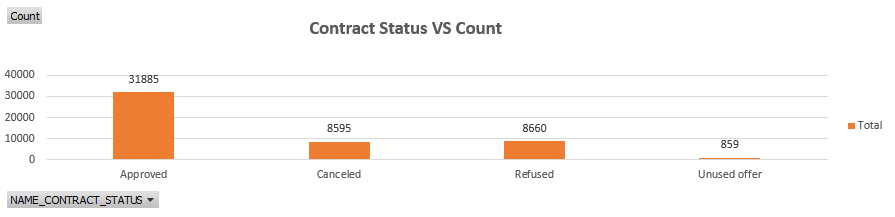 Count
Contract Status VS Count
40000
30000
20000
10000
0
31885
8595
8660
859
Approved
Canceled
Refused
Unused offer
Total
NAME_CONTRACT_STATUS